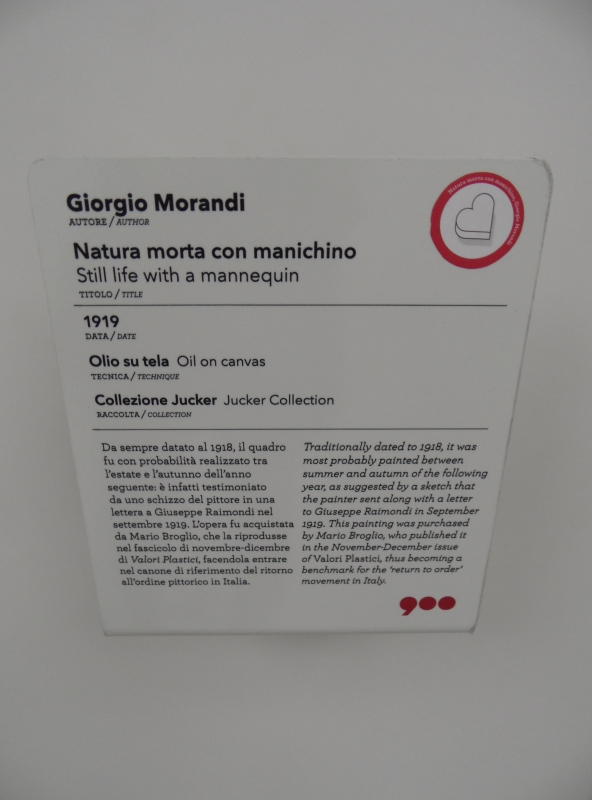 Giorgio Morandi
AUTORE / AUTHOR
Natura morta con manichino, Giorgio Morandi
Natura morta con manichino
Still life with a mannequin
TITOLO / TITLE
1919
DATA / DATE
Olio su tela Oil on canvas
TECNICA / TECHNIQUE
Collezione Jucker Jucker Collection
RACCOLTA / COLLECTION
Da sempre datato al 1918, il quadro
fu con probabilità realizzato tra
l'estate e l'autunno dell'anno
seguente: è infatti testimoniato
da uno schizzo del pittore in una
lettera a Giuseppe Raimondi nel
settembre 1919. L'opera fu acquistata
da Mario Broglio, che la riprodusse
nel fascicolo di novembre-dicembre
di Valori Plastici, facendola entrare
nel canone di riferimento del ritorno
all'ordine pittorico in Italia.
Traditionally dated to 1918, it was
most probably painted between
summer and autumn of the following
year, as suggested by a sketch that
the painter sent along with a letter
to Giuseppe Raimondi in September
1919. This painting was purchased
by Mario Broglio, who published it
in the November-December issue
of Valori Plastici, thus becoming a
benchmark for the 'return to order'
movement in Italy.
900